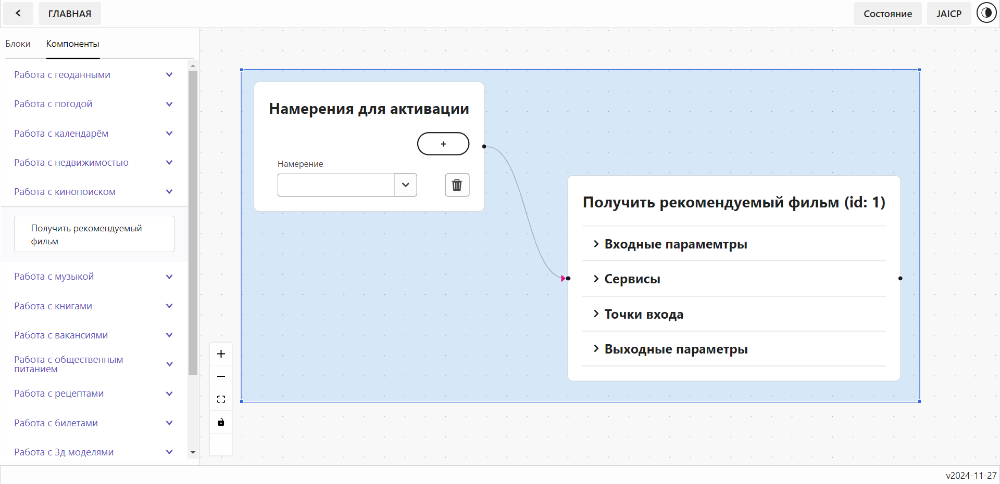 ГЛАВНАЯ
Состояние
JAICP
Блоки
Компоненты
Работа с геоданными
Работа с погодой
Работа с календарём
Работа с недвижимостью
Работа с кинопоиском
Получить рекомендуемый
фильм
Работа с музыкой
Работа с книгами
Работа с вакансиями
Работа с общественным
питанием
Работа с рецептами
Работа с билетами
Работа с 3д моделями
Намерения для активации
+
Намерение
Получить рекомендуемый фильм (id: 1)
Входные парамемтры
Сервисы
Точки входа
Выходные параметры
v2024-11-27